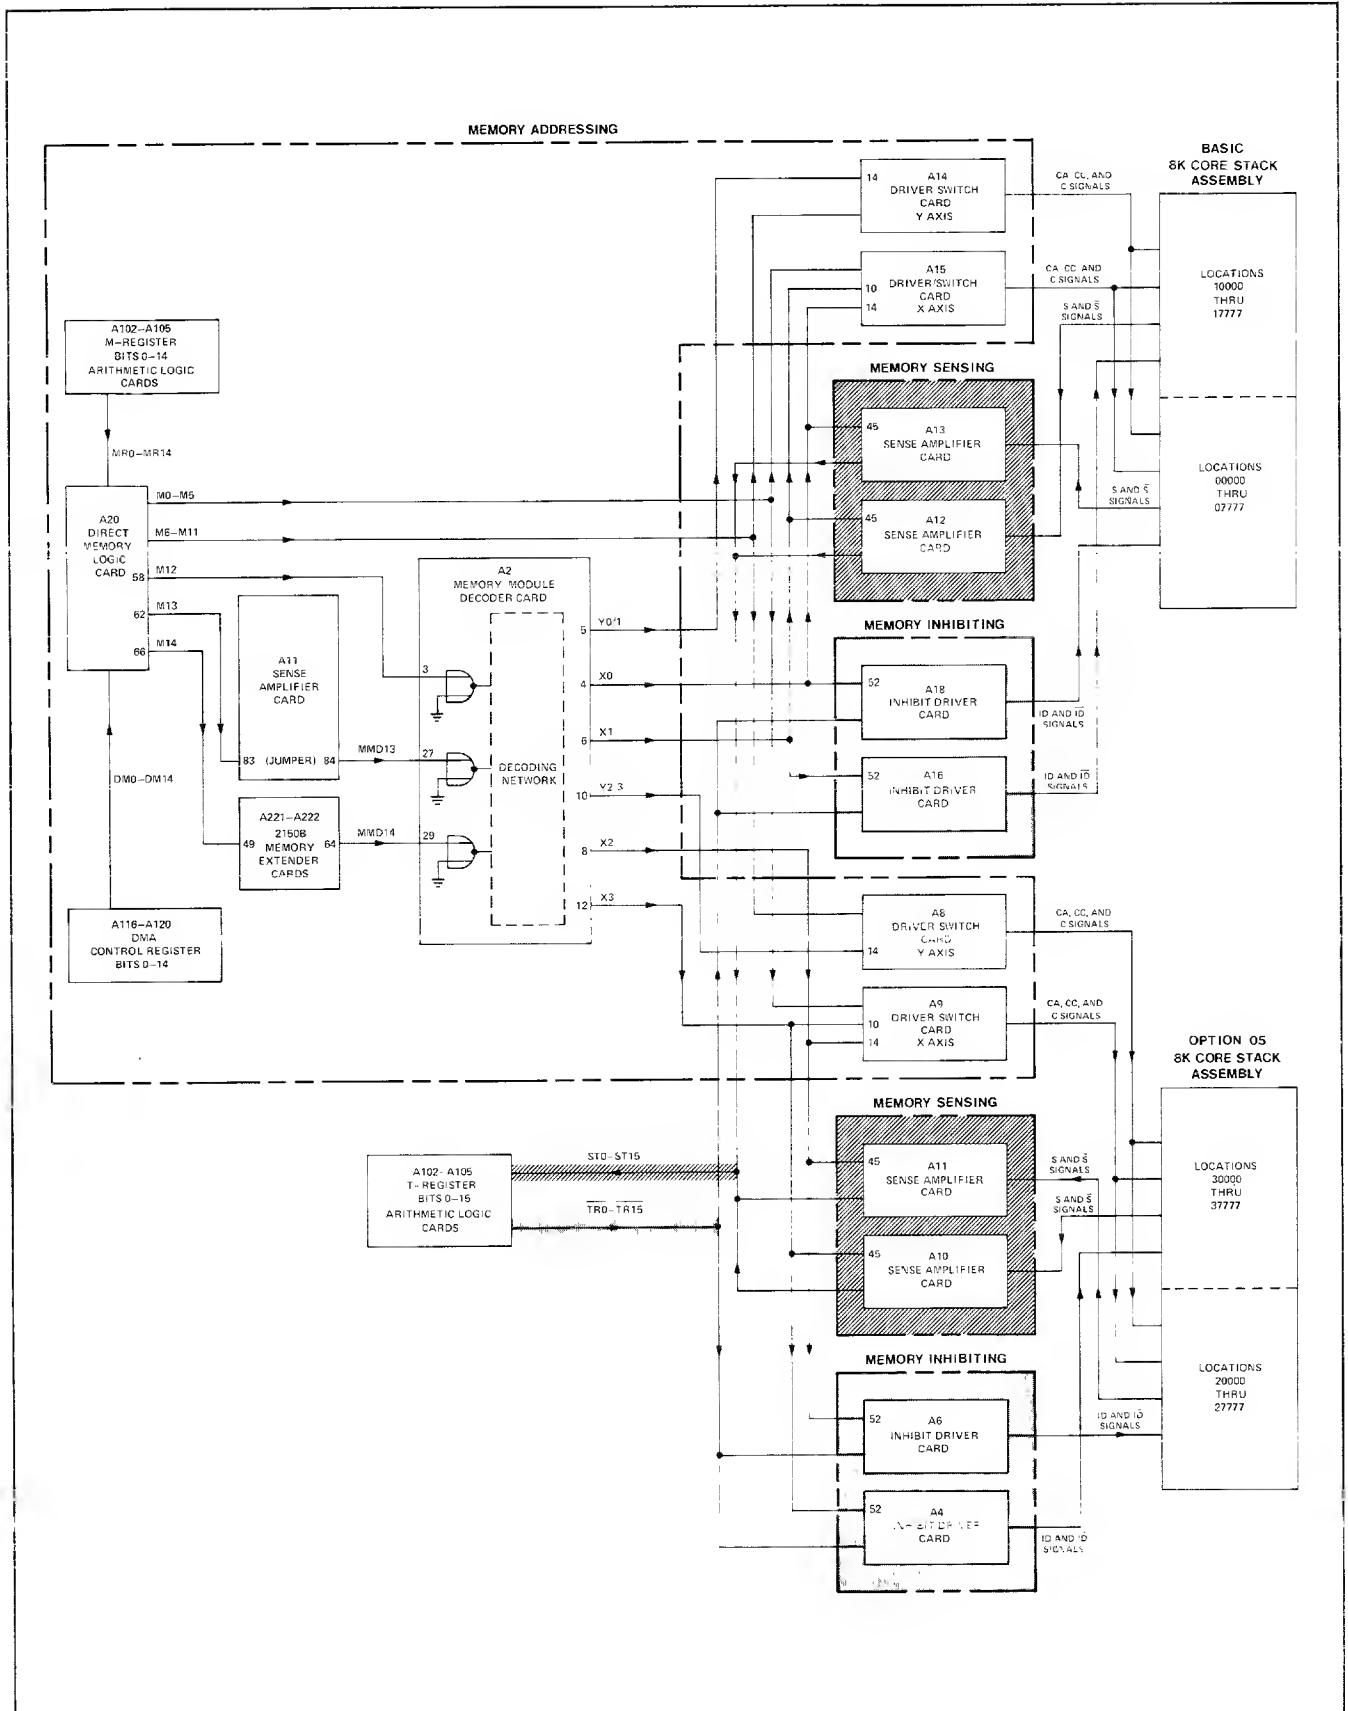 MEMORY ADDRESSING
BASIC
8K CORE STACK
ASSEMBLY
14
A14
DRIVER SWITCH
CARD
Y AXIS
CA, CC, AND
C SIGNALS
LOCATIONS
10000
THRU
17777
10
14
A15
DRIVER/SWITCH
CARD
X AXIS
CA, CC, AND
C SIGNALS
S AND S̅
SIGNALS
A102–A105
M–REGISTER
BITS 0–14
ARITHMETIC LOGIC
CARDS
MR0–MR14
MEMORY SENSING
45
A13
SENSE AMPLIFIER
CARD
45
A12
SENSE AMPLIFIER
CARD
S AND S̅
SIGNALS
LOCATIONS
00000
THRU
07777
A20
DIRECT
MEMORY
LOGIC
CARD
M0–M5
M6–M11
58
M12
62
M13
66
M14
A11
SENSE
AMPLIFIER
CARD
83 (JUMPER) 84
MMD13
A221–A222
2150B
MEMORY
EXTENDER
CARDS
49
64
MMD14
DM0–DM14
A116–A120
DMA
CONTROL REGISTER
BITS 0–14
A2
MEMORY MODULE
DECODER CARD
3
27
29
DECODING
NETWORK
5
Y0/1
4
X0
6
X1
10
Y2 3
8
X2
12
X3
MEMORY INHIBITING
52
A18
INHIBIT DRIVER
CARD
ID AND I̅D̅
SIGNALS
52
A16
INHIBIT DRIVER
CARD
ID AND I̅D̅
SIGNALS
A8
DRIVER SWITCH
CARD
Y AXIS
14
CA, CC, AND
C SIGNALS
A9
DRIVER SWITCH
CARD
X AXIS
10
14
CA, CC, AND
C SIGNALS
OPTION 05
8K CORE STACK
ASSEMBLY
MEMORY SENSING
45
A11
SENSE AMPLIFIER
CARD
S AND S̅
SIGNALS
S AND S̅
SIGNALS
45
A10
SENSE AMPLIFIER
CARD
LOCATIONS
30000
THRU
37777
LOCATIONS
20000
THRU
27777
A102- A105
T-REGISTER
BITS 0–15
ARITHMETIC LOGIC
CARDS
ST0–ST15
T̅R̅0̅–T̅R̅1̅5̅
MEMORY INHIBITING
52
A6
INHIBIT DRIVER
CARD
ID AND I̅D̅
SIGNALS
52
A4
INHIBIT DRIVER
CARD
ID AND I̅D̅
SIGNALS